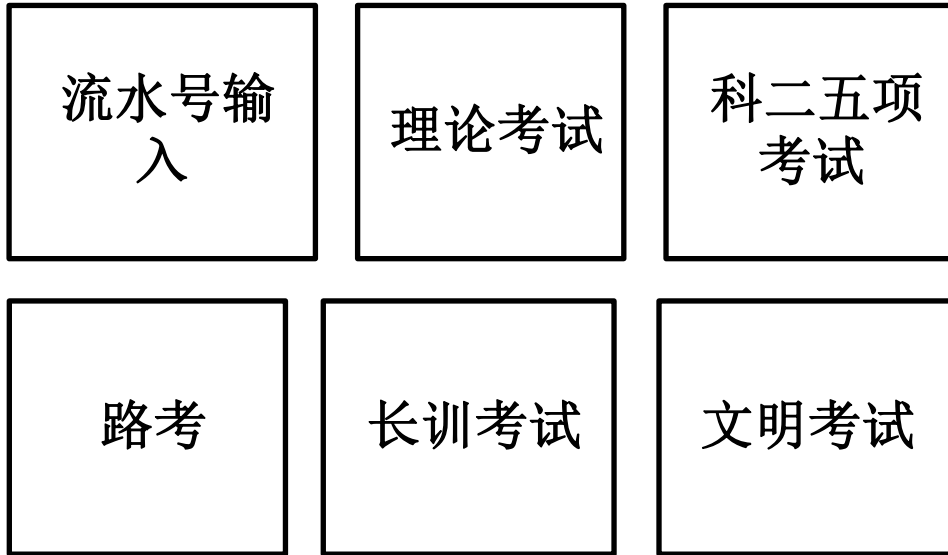 流水号输
入
理论考试
科二五项
考试
路考
长训考试
文明考试